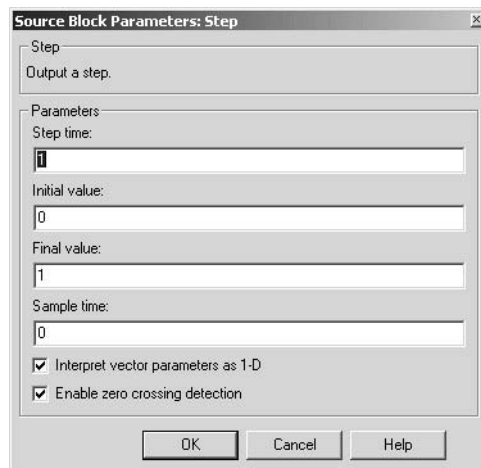 Source Block Parameters: Step
Step
Output a step.
Parameters
Step time:
1
Initial value:
0
Final value:
1
Sample time:
0
Interpret vector parameters as 1-D
Enable zero crossing detection
OK Cancel Help